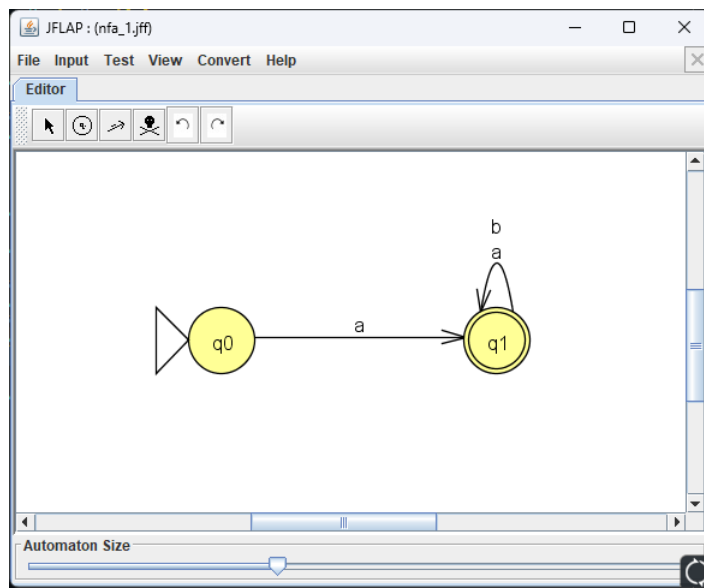 JFLAP : (nfa_1.jff)
File Input Test View Convert Help
Editor
b
a
a
q0
q1
Automaton Size